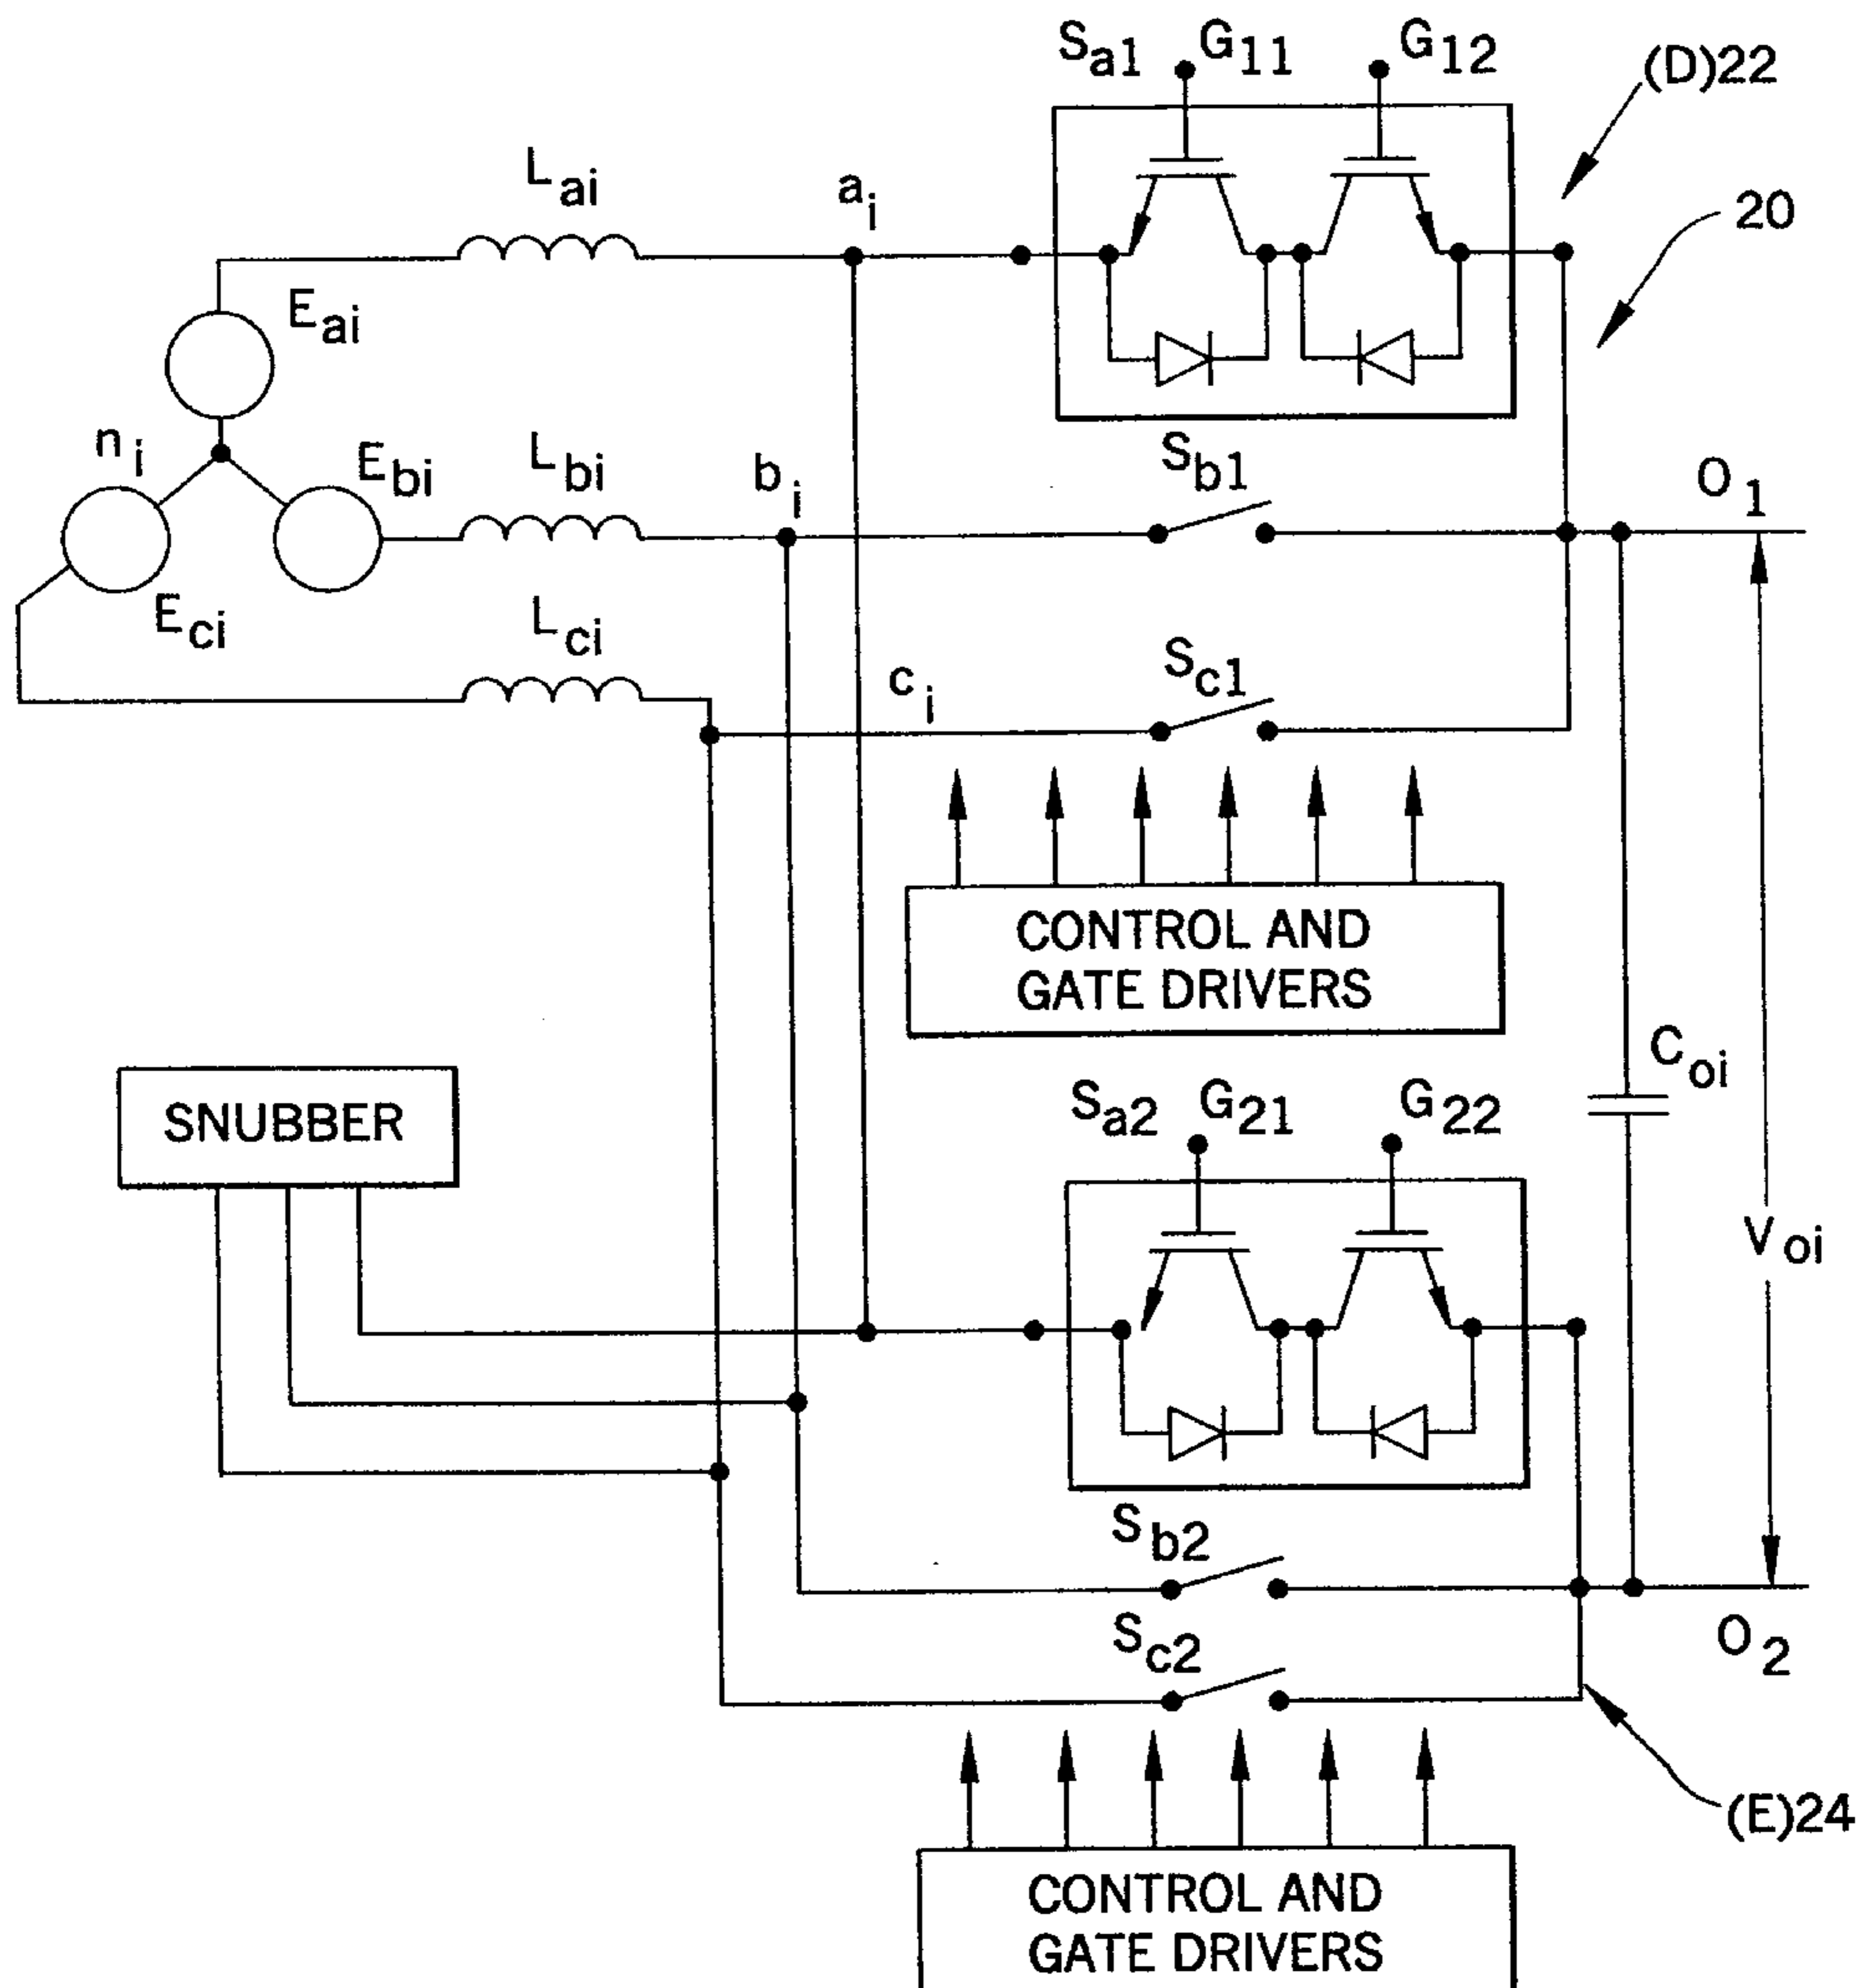 Sa1 G11 G12
(D)22
20
Lai
ai
Eai
ni
Ebi
Lbi
bi
Sb1
O1
Eci
Lci
ci
Sc1
CONTROL AND
GATE DRIVERS
Coi
SNUBBER
Sa2 G21 G22
Voi
Sb2
Sc2
O2
(E)24
CONTROL AND
GATE DRIVERS